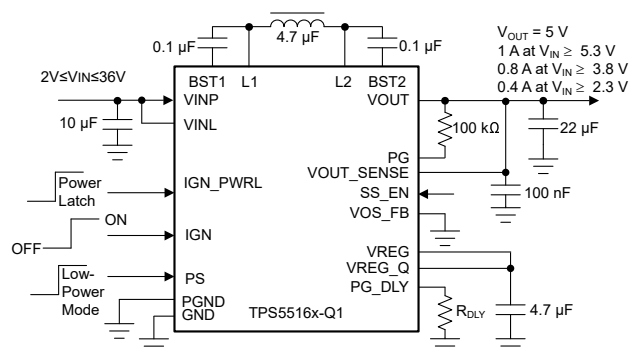 4.7 µF
0.1 µF
0.1 µF
VOUT = 5 V
1 A at VIN ≥ 5.3 V
0.8 A at VIN ≥ 3.8 V
0.4 A at VIN ≥ 2.3 V
2V≤VIN≤36V
BST1
L1
L2
BST2
VINP
VOUT
VINL
10 µF
100 kΩ
22 µF
PG
VOUT_SENSE
IGN_PWRL
Power
Latch
SS_EN
100 nF
VOS_FB
ON
OFF
IGN
VREG
VREG_Q
Low-
Power
Mode
PS
PG_DLY
PGND
GND
TPS5516x-Q1
RDLY
4.7 µF